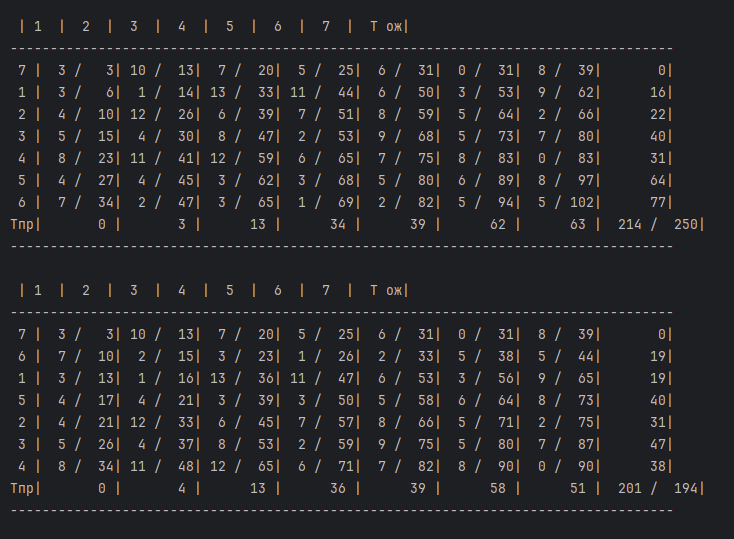 | 1 | 2 | 3 | 4 | 5 | 6 | 7 | Т ож|
-----------------------------------------------------------------------------------
7 | 3 / 3| 10 / 13| 7 / 20| 5 / 25| 6 / 31| 0 / 31| 8 / 39| 0|
1 | 3 / 6| 1 / 14| 13 / 33| 11 / 44| 6 / 50| 3 / 53| 9 / 62| 16|
2 | 4 / 10| 12 / 26| 6 / 39| 7 / 51| 8 / 59| 5 / 64| 2 / 66| 22|
3 | 5 / 15| 4 / 30| 8 / 47| 2 / 53| 9 / 68| 5 / 73| 7 / 80| 40|
4 | 8 / 23| 11 / 41| 12 / 59| 6 / 65| 7 / 75| 8 / 83| 0 / 83| 31|
5 | 4 / 27| 4 / 45| 3 / 62| 3 / 68| 5 / 80| 6 / 89| 8 / 97| 64|
6 | 7 / 34| 2 / 47| 3 / 65| 1 / 69| 2 / 82| 5 / 94| 5 / 102| 77|
Тпр| 0 | 3 | 13 | 34 | 39 | 62 | 63 | 214 / 250|
-----------------------------------------------------------------------------------
| 1 | 2 | 3 | 4 | 5 | 6 | 7 | Т ож|
-----------------------------------------------------------------------------------
7 | 3 / 3| 10 / 13| 7 / 20| 5 / 25| 6 / 31| 0 / 31| 8 / 39| 0|
6 | 7 / 10| 2 / 15| 3 / 23| 1 / 26| 2 / 33| 5 / 38| 5 / 44| 19|
1 | 3 / 13| 1 / 16| 13 / 36| 11 / 47| 6 / 53| 3 / 56| 9 / 65| 19|
5 | 4 / 17| 4 / 21| 3 / 39| 3 / 50| 5 / 58| 6 / 64| 8 / 73| 40|
2 | 4 / 21| 12 / 33| 6 / 45| 7 / 57| 8 / 66| 5 / 71| 2 / 75| 31|
3 | 5 / 26| 4 / 37| 8 / 53| 2 / 59| 9 / 75| 5 / 80| 7 / 87| 47|
4 | 8 / 34| 11 / 48| 12 / 65| 6 / 71| 7 / 82| 8 / 90| 0 / 90| 38|
Тпр| 0 | 4 | 13 | 36 | 39 | 58 | 51 | 201 / 194|
-----------------------------------------------------------------------------------